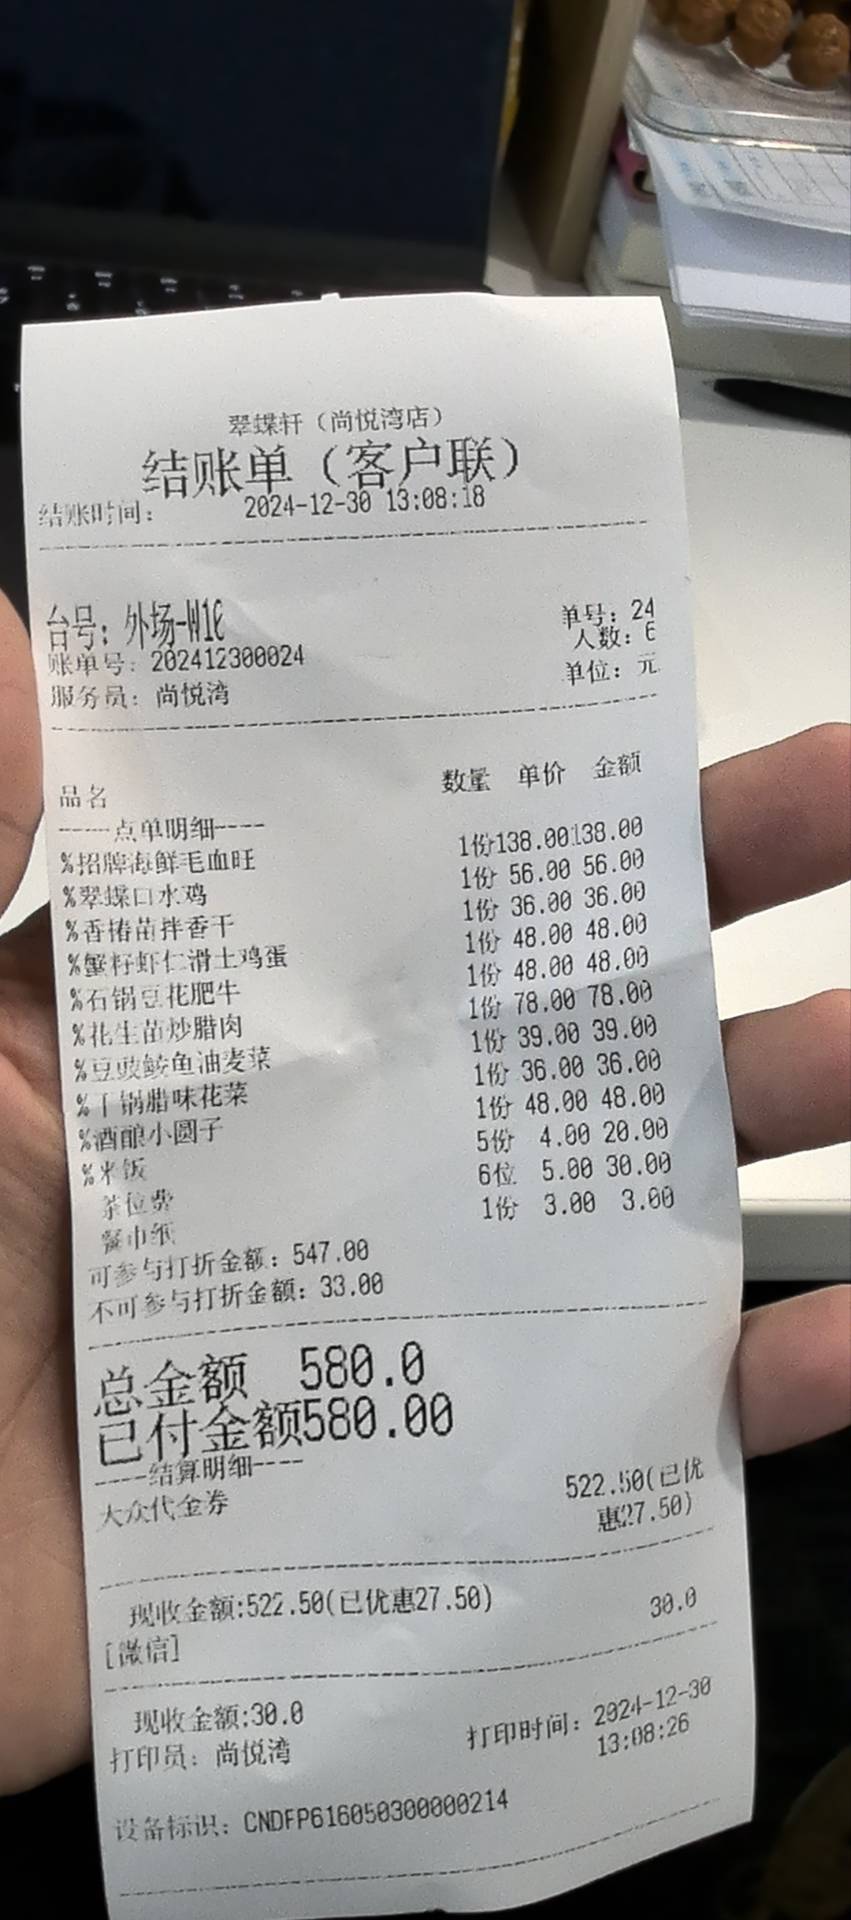 翠蝶轩（尚悦湾店）
结账单（客户联）
结账时间： 2024-12-30 13:08:18
台号：外场-W10 单号：24
人数：6
账单号：202412300024
服务员：尚悦湾 单位：元
品名 数量 单价 金额
------点单明细----
%招牌海鲜毛血旺 1份138.00138.00
%翠蝶口水鸡 1份 56.00 56.00
%香椿苗拌香干 1份 36.00 36.00
%蟹籽虾仁滑土鸡蛋 1份 48.00 48.00
%石锅豆花肥牛 1份 48.00 48.00
%花生苗炒腊肉 1份 78.00 78.00
%豆豉鲮鱼油麦菜 1份 39.00 39.00
%干锅腊味花菜 1份 36.00 36.00
%酒酿小圆子 1份 48.00 48.00
%米饭 5份 4.00 20.00
茶位费 6位 5.00 30.00
餐巾纸 1份 3.00 3.00
可参与打折金额：547.00
不可参与打折金额：33.00
总金额 580.0
已付金额580.00
----结算明细----
大众代金券 522.50(已优
惠27.50)
现收金额:522.50(已优惠27.50)
[微信] 30.0
现收金额:30.0
打印员：尚悦湾 打印时间：2024-12-30
13:08:26
设备标识：CNDFP616050300000214